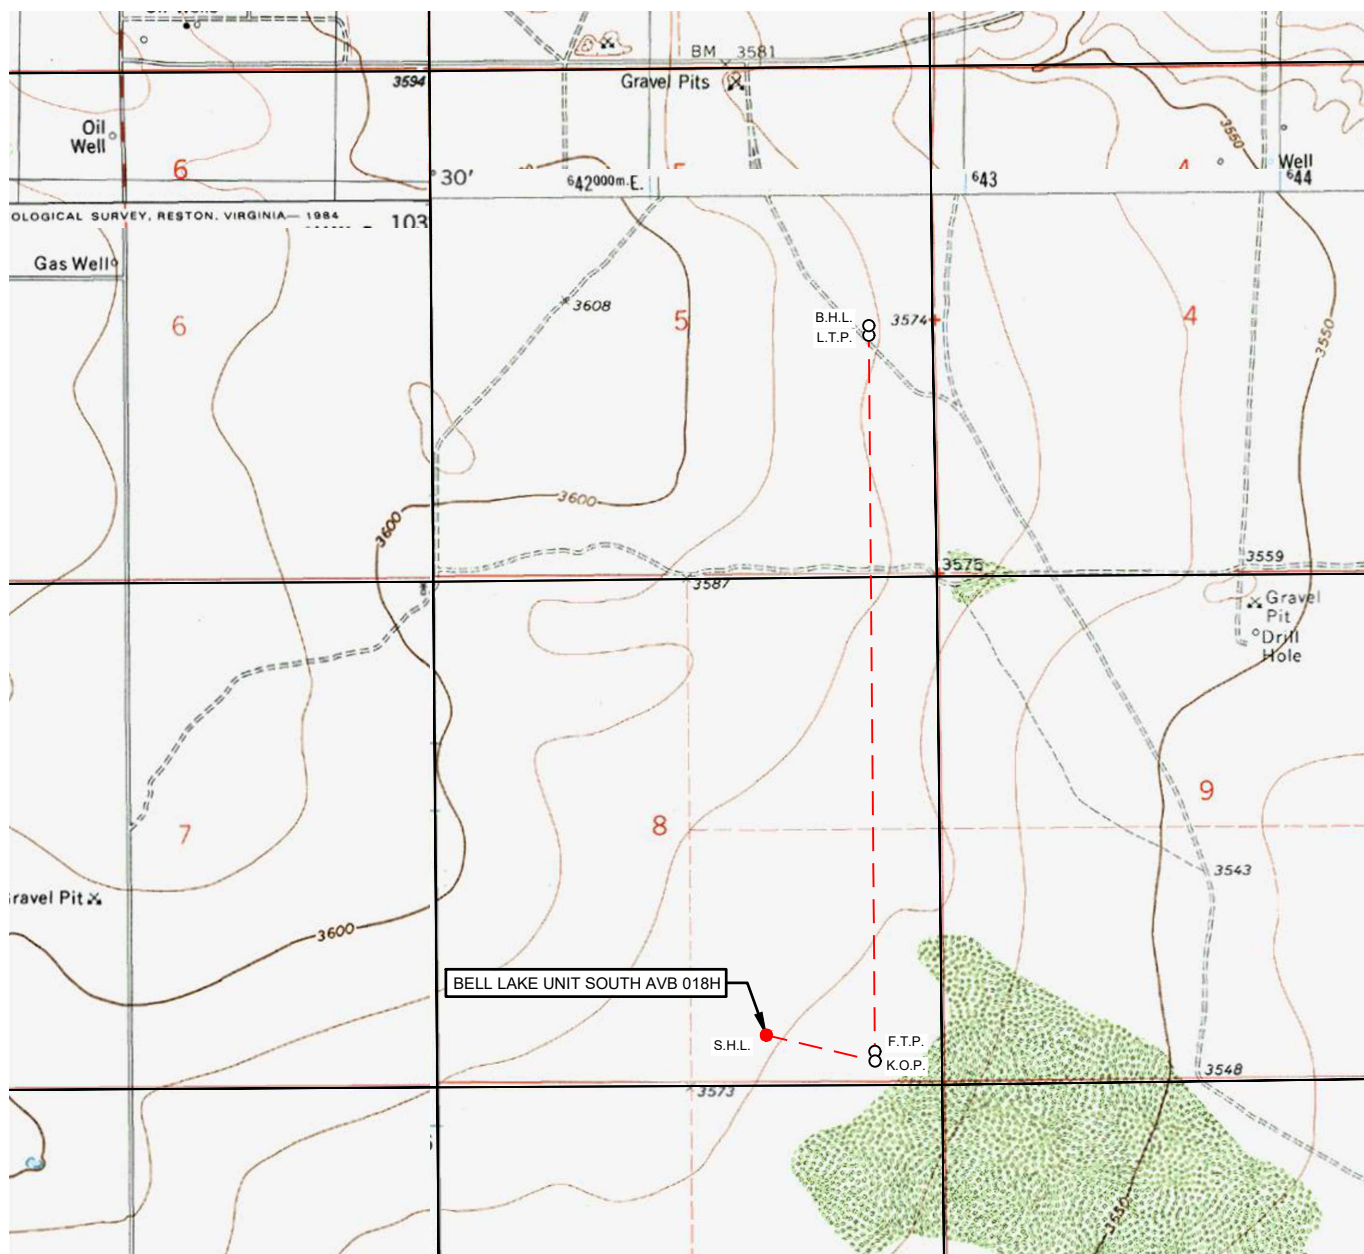 BM 3581
3594
Gravel Pits
Oil
Well
3550
Well
6
30'
642000m.E.
643
644
OLOGICAL SURVEY, RESTON, VIRGINIA— 1984
103
Gas Well
3608
6
5
B.H.L.
L.T.P.
3574
4
3550
3600
3600
3587
3575
3559
Gravel
Pit
Drill
Hole
7
8
9
3543
ravel Pit
3600
BELL LAKE UNIT SOUTH AVB 018H
S.H.L.
F.T.P.
K.O.P.
3573
3548
3550